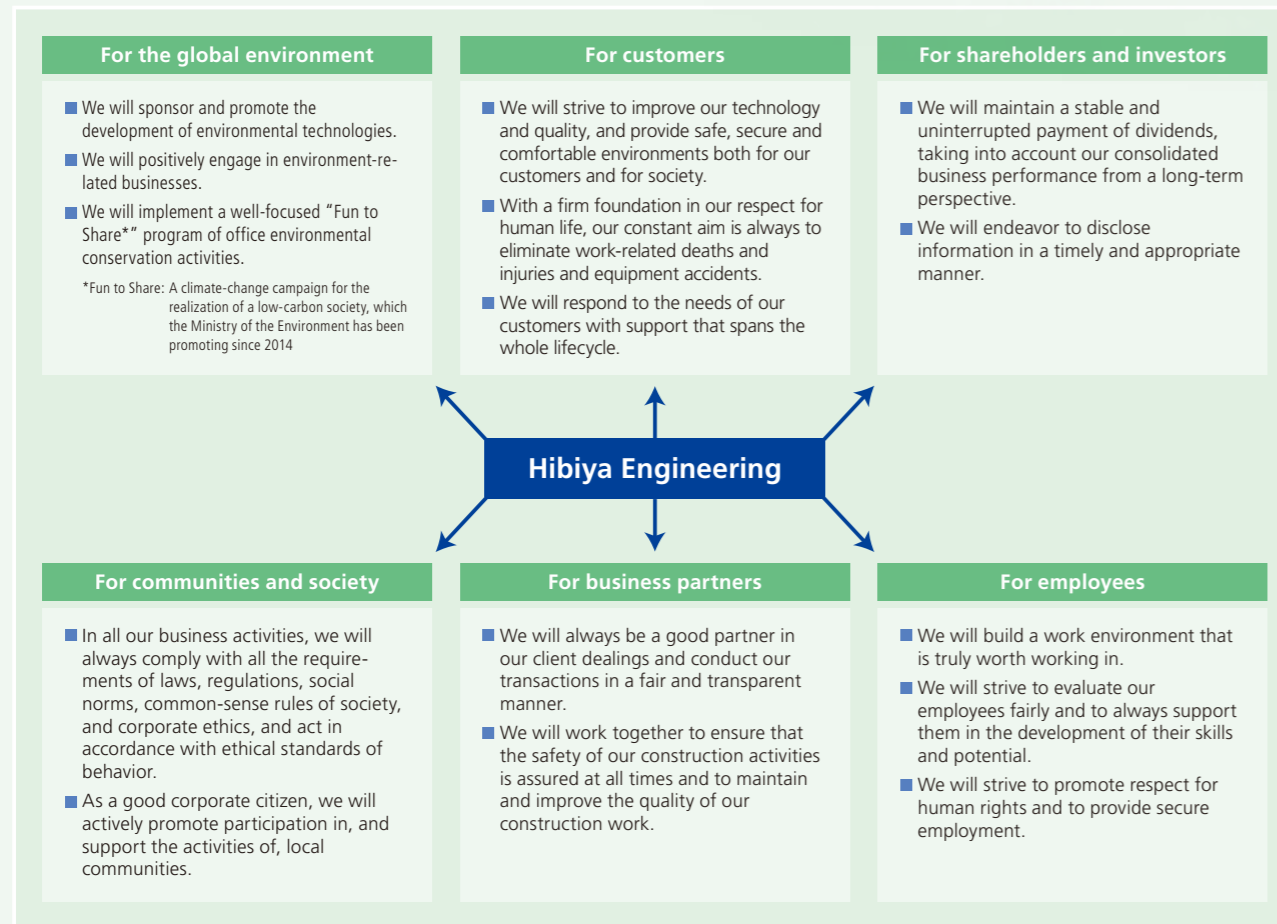 For the global environment
We will sponsor and promote the
development of environmental technologies.
We will positively engage in environment-re-
lated businesses.
We will implement a well-focused “Fun to
Share*” program of office environmental
conservation activities.
*Fun to Share: A climate-change campaign for the
realization of a low-carbon society, which
the Ministry of the Environment has been
promoting since 2014
For customers
We will strive to improve our technology
and quality, and provide safe, secure and
comfortable environments both for our
customers and for society.
With a firm foundation in our respect for
human life, our constant aim is always to
eliminate work-related deaths and
injuries and equipment accidents.
We will respond to the needs of our
customers with support that spans the
whole lifecycle.
For shareholders and investors
We will maintain a stable and
uninterrupted payment of dividends,
taking into account our consolidated
business performance from a long-term
perspective.
We will endeavor to disclose
information in a timely and appropriate
manner.
Hibiya Engineering
For communities and society
In all our business activities, we will
always comply with all the require-
ments of laws, regulations, social
norms, common-sense rules of society,
and corporate ethics, and act in
accordance with ethical standards of
behavior.
As a good corporate citizen, we will
actively promote participation in, and
support the activities of, local
communities.
For business partners
We will always be a good partner in
our client dealings and conduct our
transactions in a fair and transparent
manner.
We will work together to ensure that
the safety of our construction activities
is assured at all times and to maintain
and improve the quality of our
construction work.
For employees
We will build a work environment that
is truly worth working in.
We will strive to evaluate our
employees fairly and to always support
them in the development of their skills
and potential.
We will strive to promote respect for
human rights and to provide secure
employment.